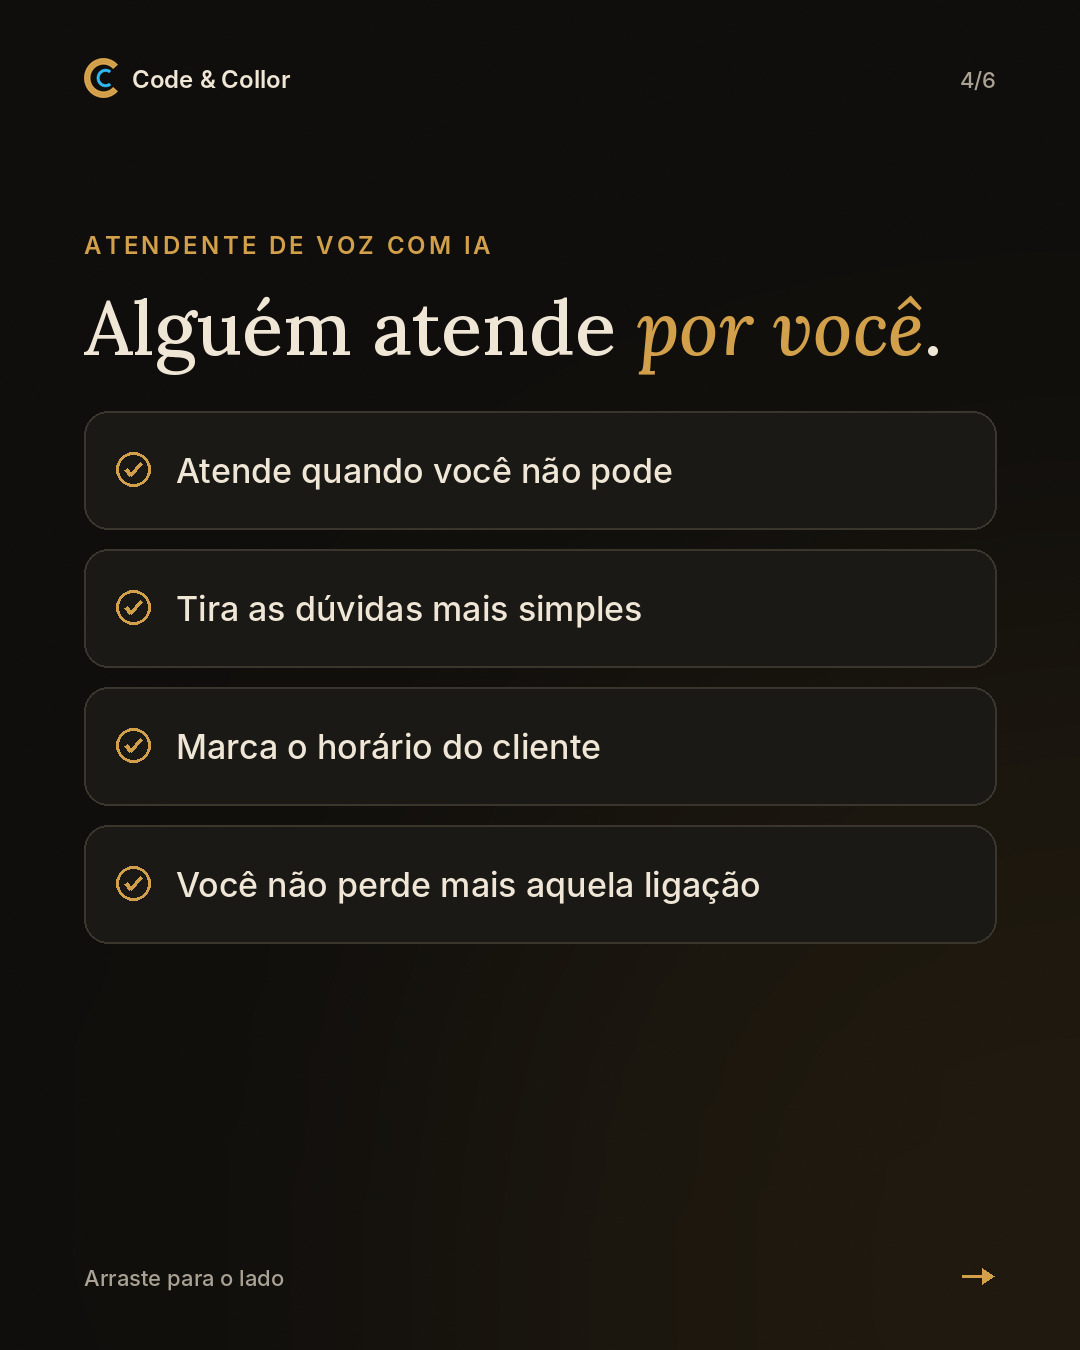 Code & Collor
4/6
ATENDENTE DE VOZ COM IA
Alguém atende por você.
Atende quando você não pode
Tira as dúvidas mais simples
Marca o horário do cliente
Você não perde mais aquela ligação
Arraste para o lado